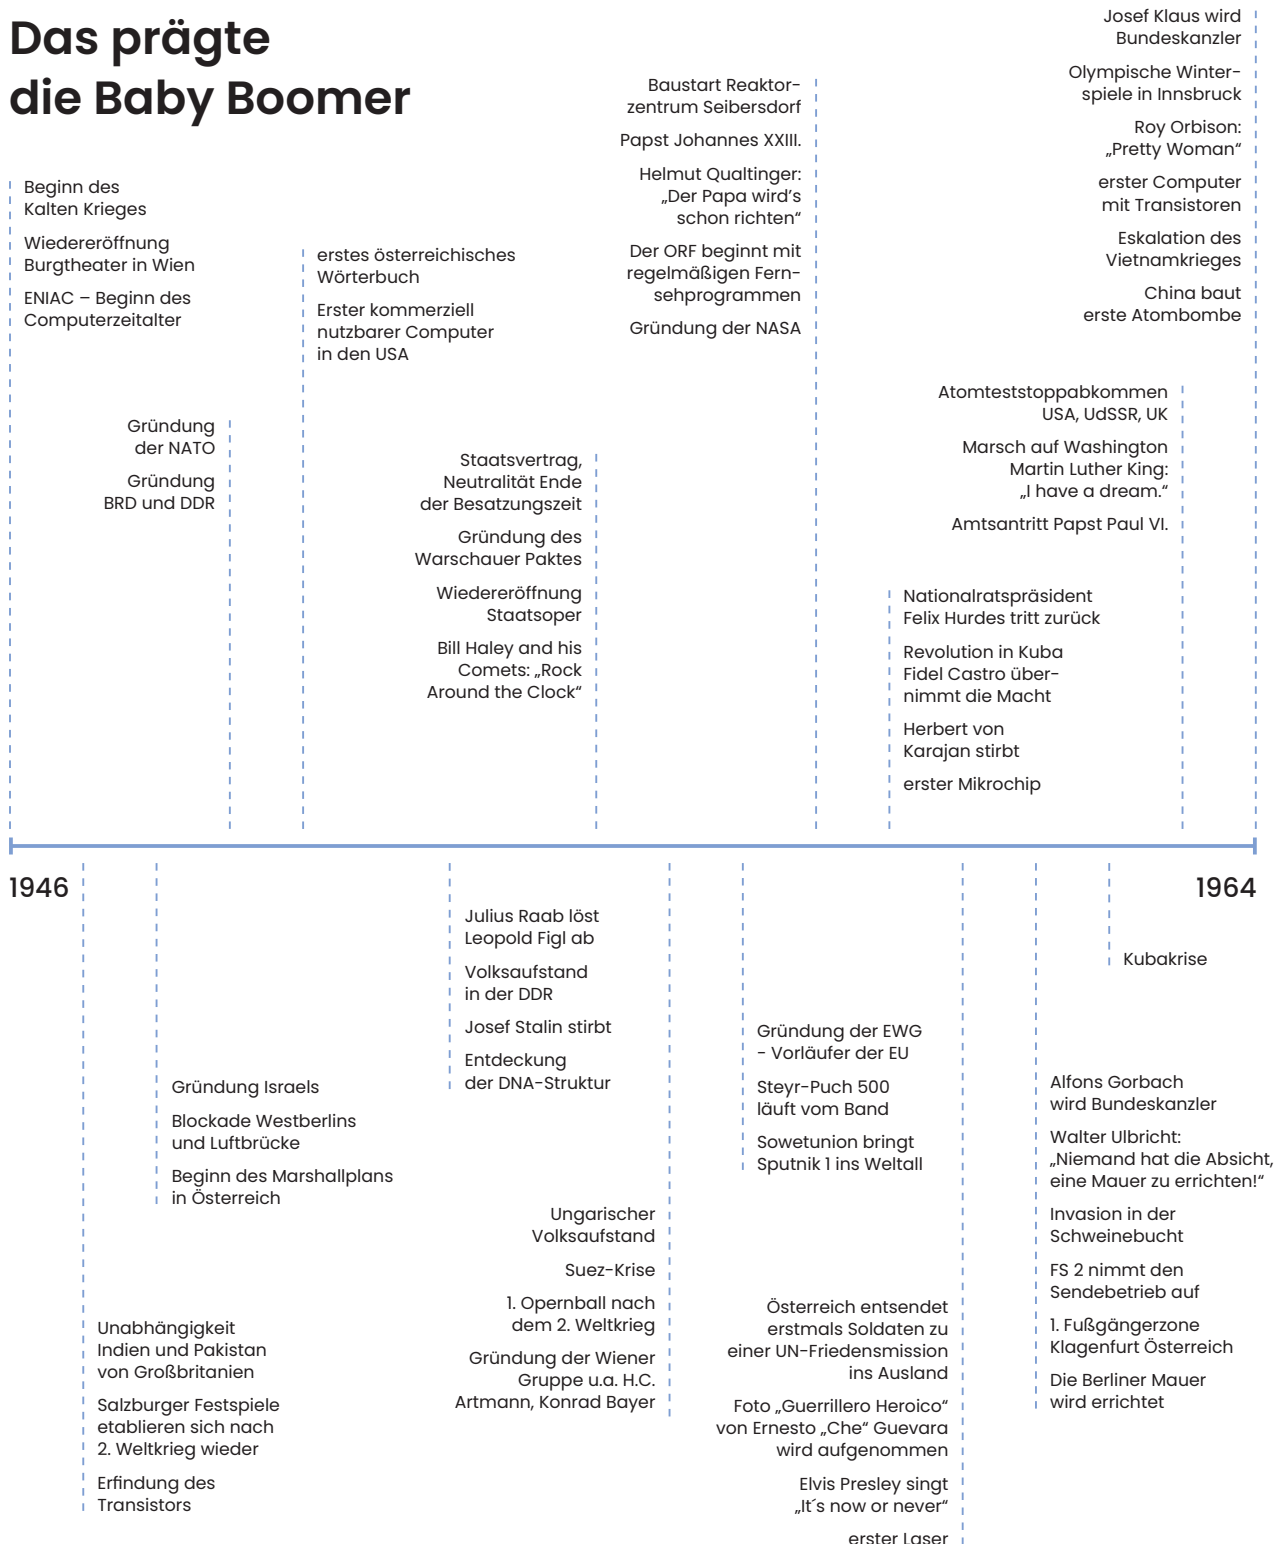 Das prägte
die Baby Boomer
Beginn des
Kalten Krieges
Wiedereröffnung
Burgtheater in Wien
ENIAC – Beginn des
Computerzeitalter
Gründung
der NATO
Gründung
BRD und DDR
erstes österreichisches
Wörterbuch
Erster kommerziell
nutzbarer Computer
in den USA
Staatsvertrag,
Neutralität Ende
der Besatzungszeit
Gründung des
Warschauer Paktes
Wiedereröffnung
Staatsoper
Bill Haley and his
Comets: „Rock
Around the Clock“
Baustart Reaktor-
zentrum Seibersdorf
Papst Johannes XXIII.
Helmut Qualtinger:
„Der Papa wird’s
schon richten“
Der ORF beginnt mit
regelmäßigen Fern-
sehprogrammen
Gründung der NASA
Nationalratspräsident
Felix Hurdes tritt zurück
Revolution in Kuba
Fidel Castro über-
nimmt die Macht
Herbert von
Karajan stirbt
erster Mikrochip
Atomteststoppabkommen
USA, UdSSR, UK
Marsch auf Washington
Martin Luther King:
„I have a dream.“
Amtsantritt Papst Paul VI.
Josef Klaus wird
Bundeskanzler
Olympische Winter-
spiele in Innsbruck
Roy Orbison:
„Pretty Woman“
erster Computer
mit Transistoren
Eskalation des
Vietnamkrieges
China baut
erste Atombombe
1946
1964
Unabhängigkeit
Indien und Pakistan
von Großbritanien
Salzburger Festspiele
etablieren sich nach
2. Weltkrieg wieder
Erfindung des
Transistors
Gründung Israels
Blockade Westberlins
und Luftbrücke
Beginn des Marshallplans
in Österreich
Julius Raab löst
Leopold Figl ab
Volksaufstand
in der DDR
Josef Stalin stirbt
Entdeckung
der DNA-Struktur
Ungarischer
Volksaufstand
Suez-Krise
1. Opernball nach
dem 2. Weltkrieg
Gründung der Wiener
Gruppe u.a. H.C.
Artmann, Konrad Bayer
Gründung der EWG
- Vorläufer der EU
Steyr-Puch 500
läuft vom Band
Sowetunion bringt
Sputnik 1 ins Weltall
Österreich entsendet
erstmals Soldaten zu
einer UN-Friedensmission
ins Ausland
Foto „Guerrillero Heroico“
von Ernesto „Che“ Guevara
wird aufgenommen
Elvis Presley singt
„It´s now or never“
erster Laser
Alfons Gorbach
wird Bundeskanzler
Walter Ulbricht:
„Niemand hat die Absicht,
eine Mauer zu errichten!“
Invasion in der
Schweinebucht
FS 2 nimmt den
Sendebetrieb auf
1. Fußgängerzone
Klagenfurt Österreich
Die Berliner Mauer
wird errichtet
Kubakrise